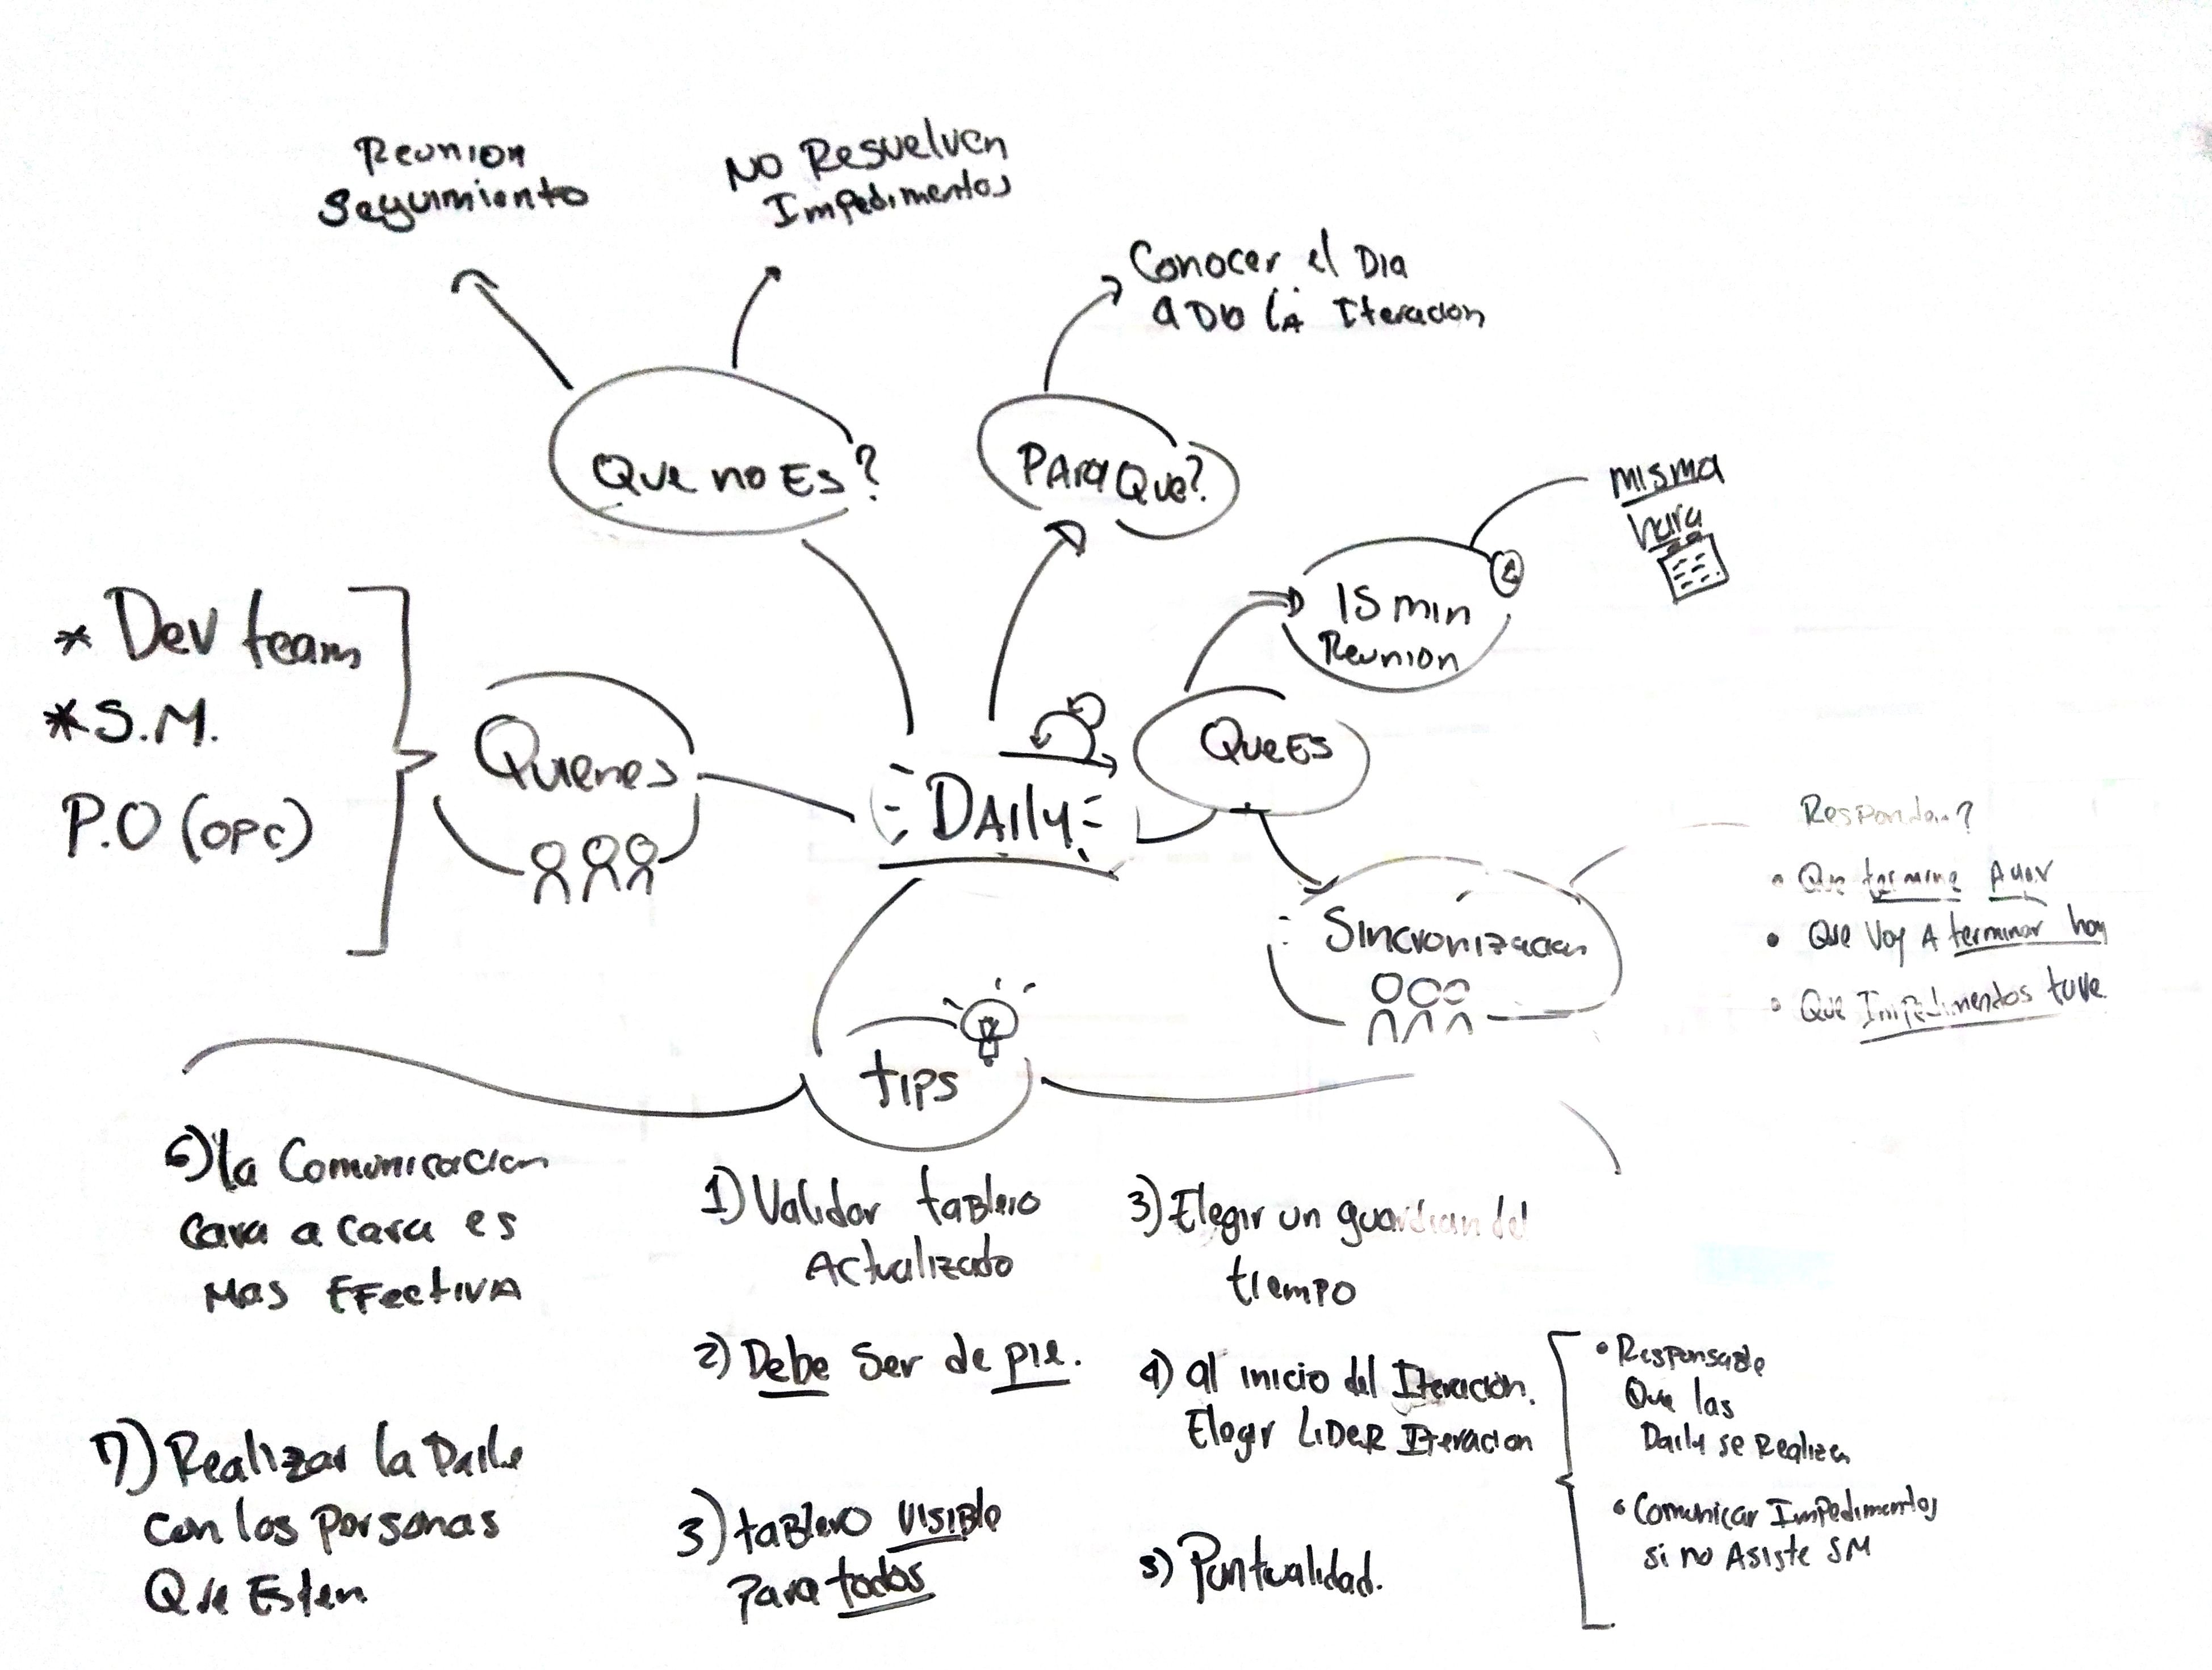 Reunion
Seguimiento
NO Resuelven
Impedimentos
Conocer el Dia
a Dia la Iteracion
Que no Es?
Para Que?
misma
hora
15 min
Reunion
* Dev team
* S.M.
P.O (opc)
Quienes
Que Es
DAily
Sincronizacion
Responden?
• Que termine Ayer
• Que Voy A terminar hoy
• Que Impedimentos tuve
tips
6) la Comunicacion
cara a cara es
Mas EFFectiva
7) Realizar la Daile
con las personas
Que Esten
1) Validar tablero
Actualizado
2) Debe Ser de pie.
3) tablero visible
Para todos
3) Elegir un guardian del
tiempo
4) al inicio del Iteracion.
Elegir LiDeR Iteracion
5) Puntualidad.
• Responsable
Que las
Daily se Realizen
• Comunicar Impedimentos
si no Asiste SM